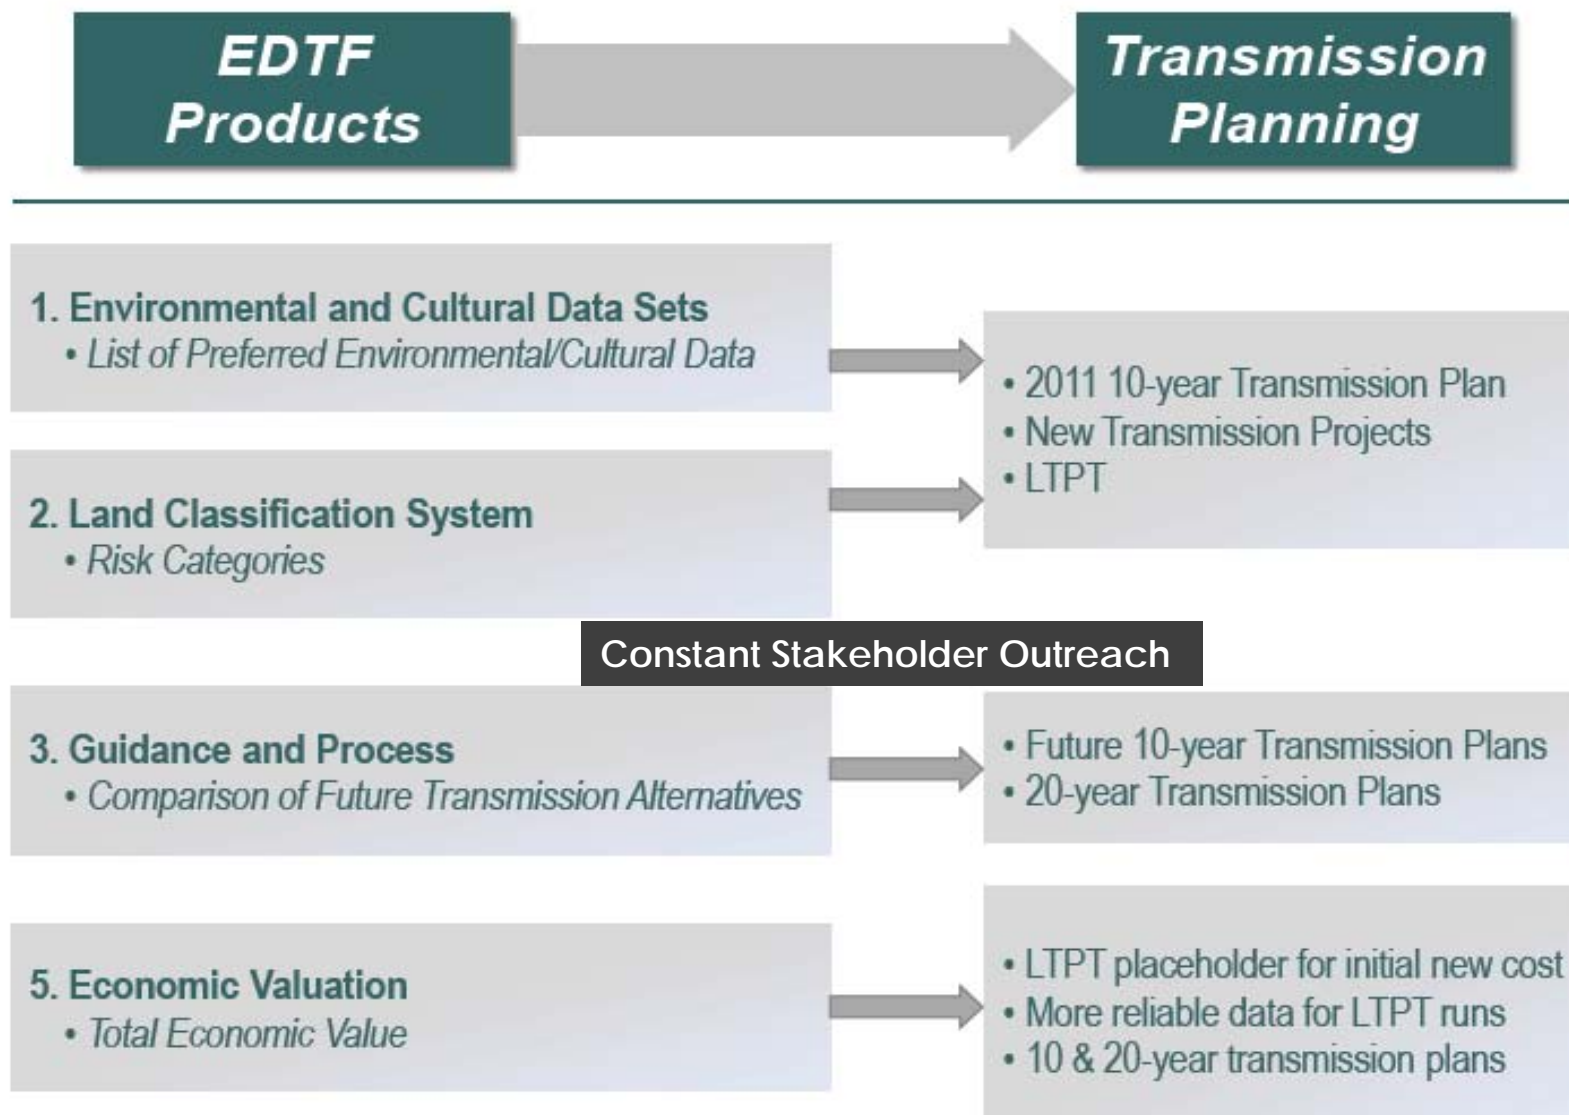 EDTF
Products
Transmission
Planning
1. Environmental and Cultural Data Sets
• List of Preferred Environmental/Cultural Data
• 2011 10-year Transmission Plan
• New Transmission Projects
• LTPT
2. Land Classification System
• Risk Categories
Constant Stakeholder Outreach
3. Guidance and Process
• Comparison of Future Transmission Alternatives
• Future 10-year Transmission Plans
• 20-year Transmission Plans
5. Economic Valuation
• Total Economic Value
• LTPT placeholder for initial new cost
• More reliable data for LTPT runs
• 10 & 20-year transmission plans